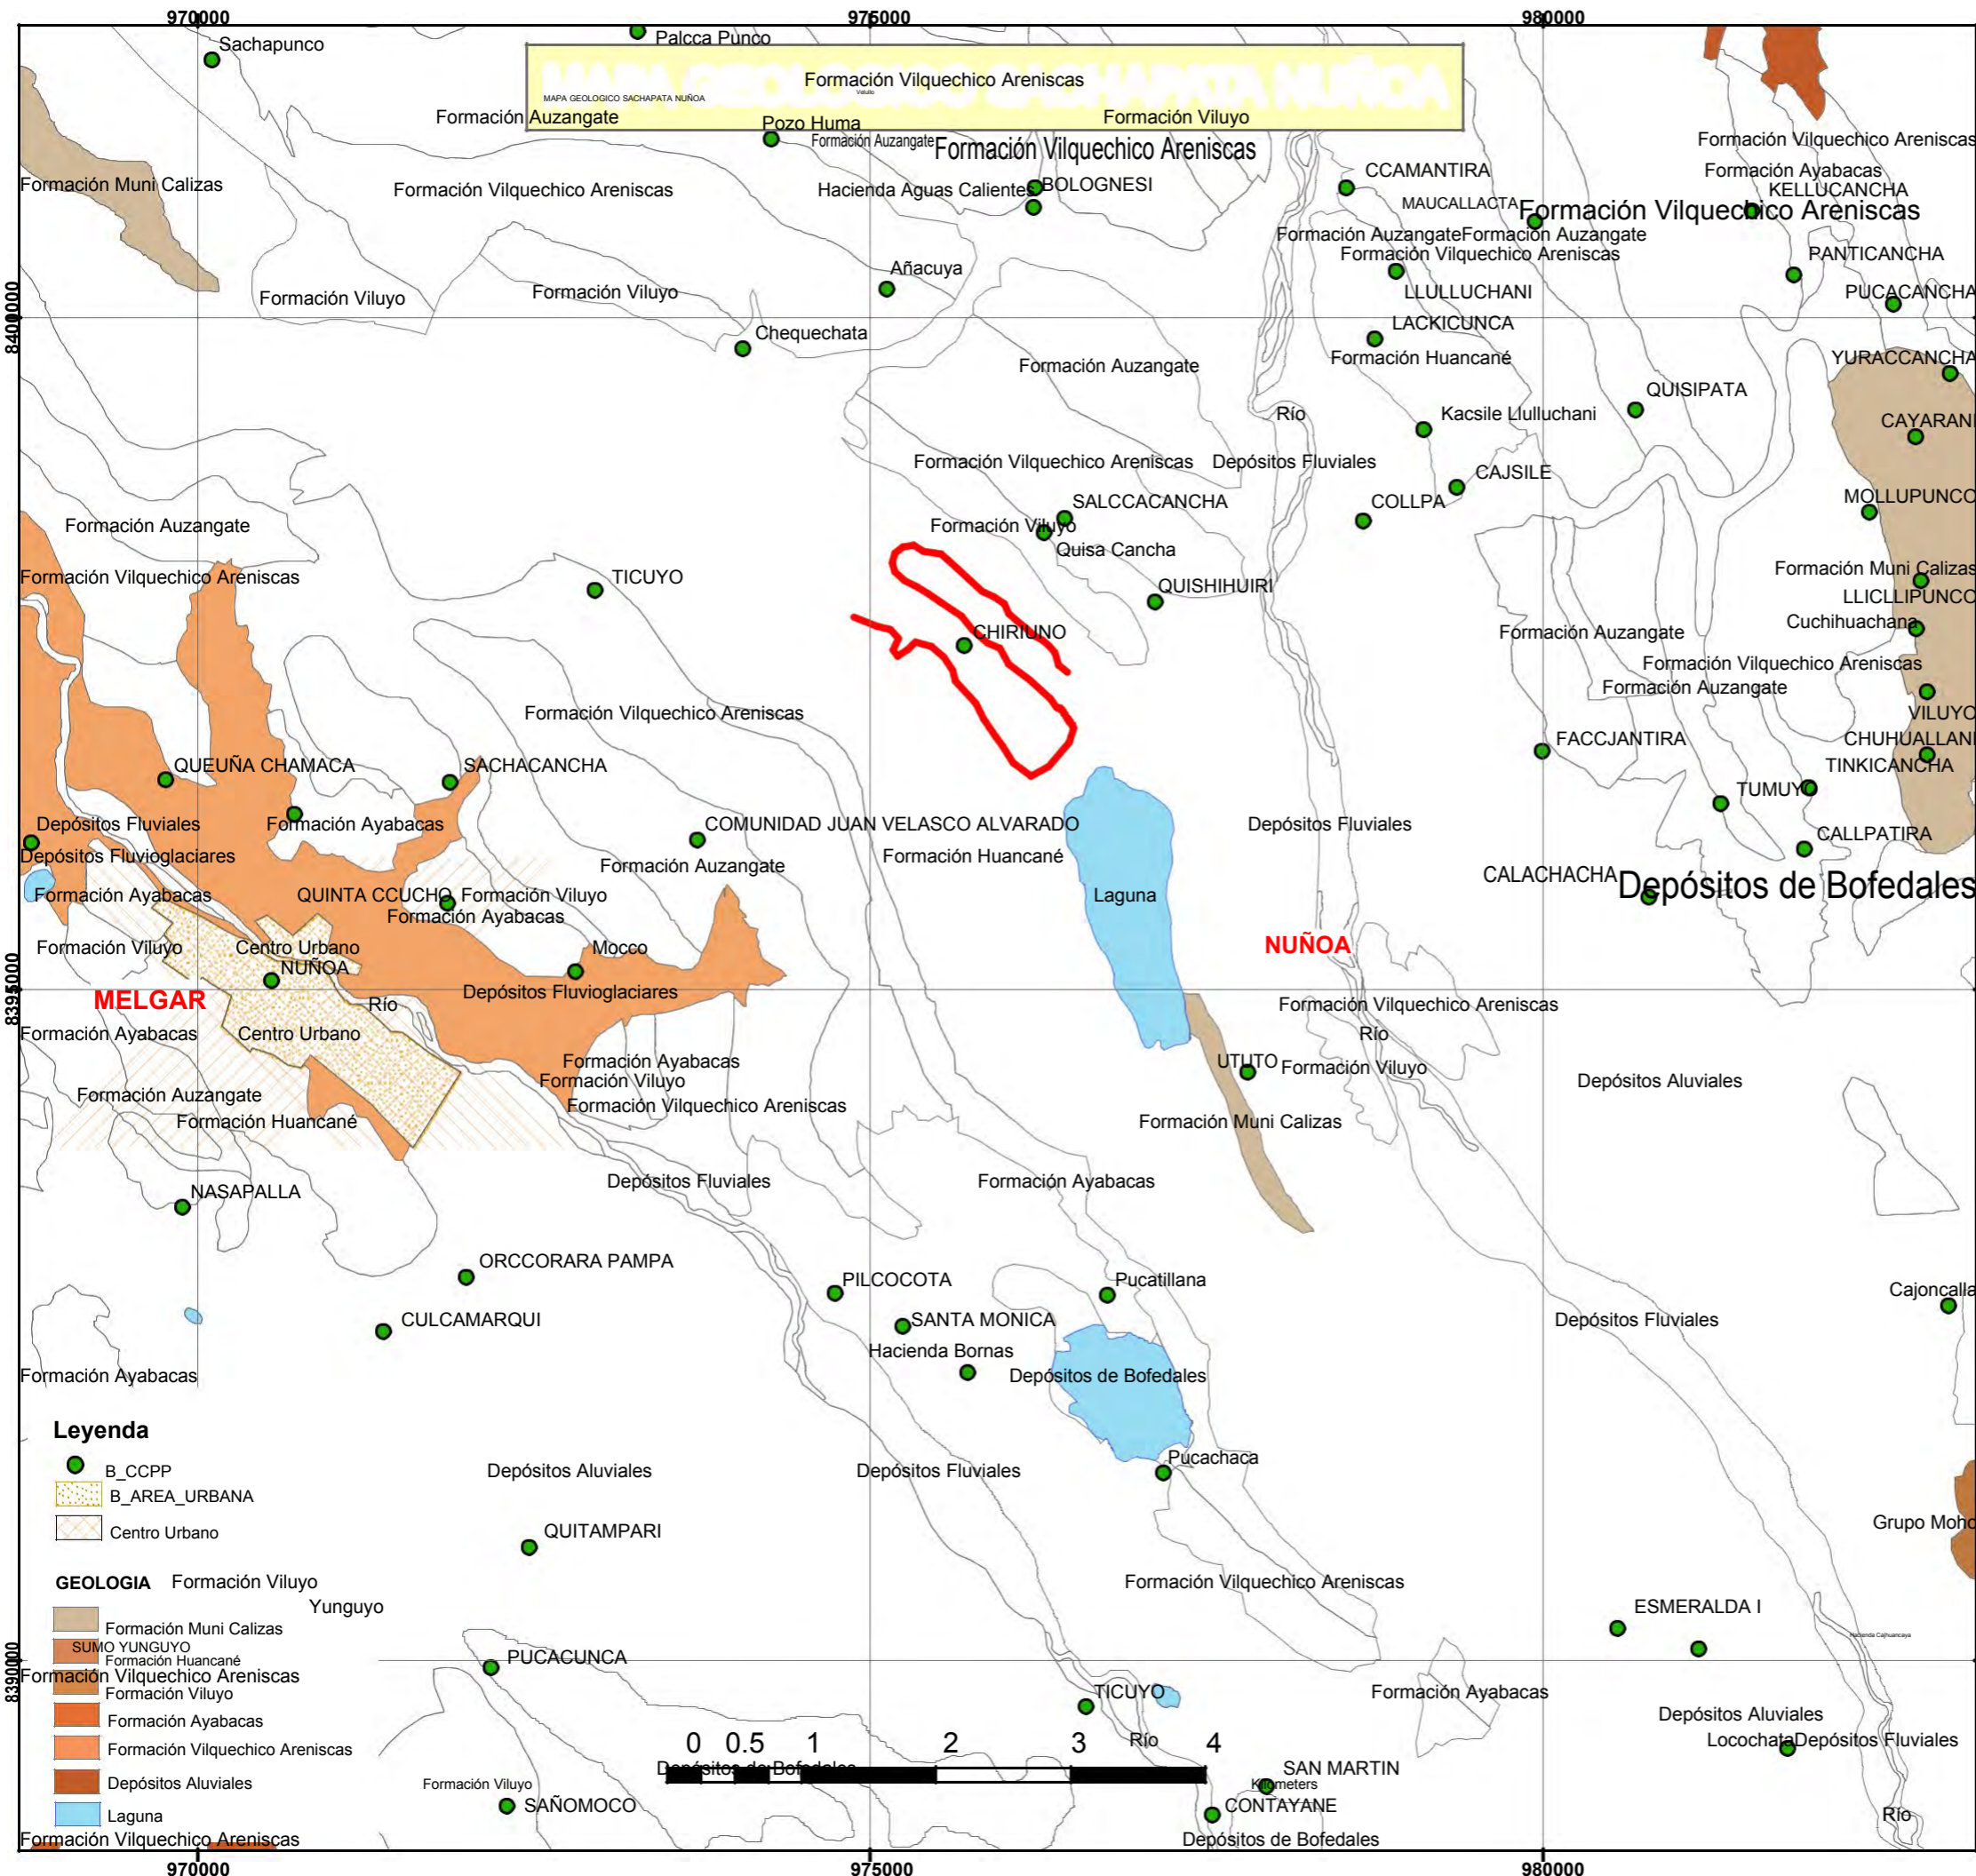 970000 975000 980000
Sachapunco
Palcca Punco
MAPA GEOLOGICO SACHAPATA NUÑOA
Formación Vilquechico Areniscas
MAPA GEOLOGICO SACHAPATA NUÑOA
Formación Auzangate
Formación Viluyo
Pozo Huma
Formación Auzangate
Formación Vilquechico Areniscas
Formación Vilquechico Areniscas
Formación Ayabacas
CCAMANTIRA
Formación Muni Calizas
Formación Vilquechico Areniscas
Hacienda Aguas Calientes
BOLOGNESI
KELLUCANCHA
MAUCALLACTA
Formación Vilquechico Areniscas
Formación Auzangate
Formación Auzangate
Formación Vilquechico Areniscas
PANTICANCHA
Añacuya
Formación Viluyo
Formación Viluyo
LLULLUCHANI
PUCACANCHA
8400000
LACKICUNCA
Chequechata
Formación Huancané
YURACCANCHA
Formación Auzangate
QUISIPATA
Río
Kacsile Llulluchani
CAYARANI
Formación Vilquechico Areniscas
Depósitos Fluviales
CAJSILE
SALCCACANCHA
COLLPA
MOLLUPUNCO
Formación Auzangate
Formación Viluyo
Quisa Cancha
Formación Muni Calizas
Formación Vilquechico Areniscas
TICUYO
QUISHIHUIRI
LLICLLIPUNCO
Cuchihuachana
CHIRIUNO
Formación Auzangate
Formación Vilquechico Areniscas
Formación Auzangate
Formación Vilquechico Areniscas
VILUYO
FACCJANTIRA
CHUHUALLANI
QUEUÑA CHAMACA
SACHACANCHA
TINKICANCHA
TUMUYO
Depósitos Fluviales
Formación Ayabacas
COMUNIDAD JUAN VELASCO ALVARADO
Depósitos Fluviales
CALLPATIRA
Depósitos Fluvioglaciares
Formación Auzangate
Formación Huancané
CALACHACHA
Depósitos de Bofedales
Formación Ayabacas
QUINTA CCUCHO
Formación Viluyo
Laguna
Formación Ayabacas
Formación Viluyo
Centro Urbano
Mocco
NUÑOA
NUÑOA
8395000
MELGAR
Río
Depósitos Fluvioglaciares
Formación Vilquechico Areniscas
Formación Ayabacas
Centro Urbano
Río
Formación Ayabacas
UTUTO
Formación Viluyo
Formación Viluyo
Depósitos Aluviales
Formación Auzangate
Formación Vilquechico Areniscas
Formación Huancané
Formación Muni Calizas
Depósitos Fluviales
Formación Ayabacas
NASAPALLA
ORCCORARA PAMPA
PILCOCOTA
Pucatillana
Cajoncalla
CULCAMARQUI
SANTA MONICA
Depósitos Fluviales
Hacienda Bornas
Formación Ayabacas
Depósitos de Bofedales
Leyenda
B_CCPP
B_AREA_URBANA
Centro Urbano
Depósitos Aluviales
Depósitos Fluviales
Pucachaca
QUITAMPARI
Grupo Moho
GEOLOGIA
Formación Viluyo
Yunguyo
Formación Vilquechico Areniscas
Formación Muni Calizas
SUMO YUNGUYO
Formación Huancané
Formación Vilquechico Areniscas
Formación Viluyo
Formación Ayabacas
Formación Vilquechico Areniscas
Depósitos Aluviales
Laguna
Formación Vilquechico Areniscas
8390000
ESMERALDA I
Hacienda Cajhuancaya
PUCACUNCA
TICUYO
Formación Ayabacas
Depósitos Aluviales
Locochata
Depósitos Fluviales
0 0.5 1 2 3 4
Río
Depósitos de Bofedales
Kilometers
SAN MARTIN
Formación Viluyo
SAÑOMOCO
CONTAYANE
Río
Depósitos de Bofedales
970000 975000 980000